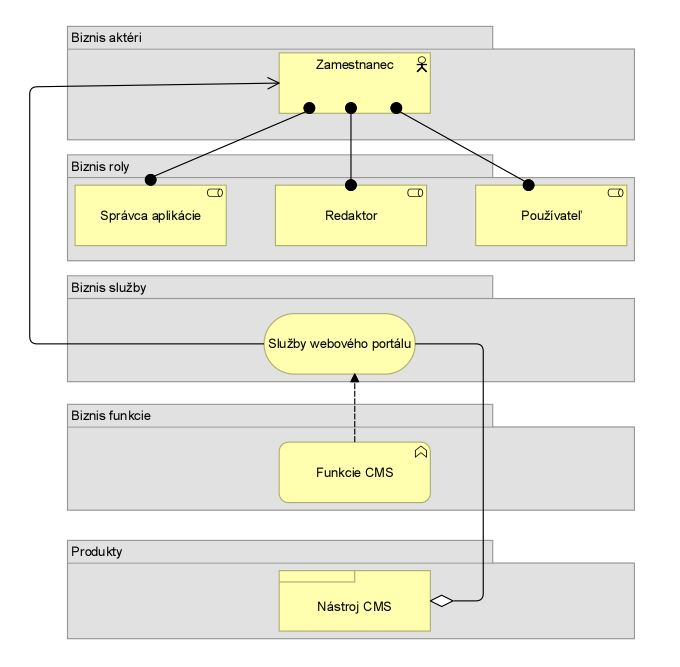 Biznis aktéri
Zamestnanec
Biznis roly
Správca aplikácie
Redaktor
Používateľ
Biznis služby
Služby webového portálu
Biznis funkcie
Funkcie CMS
Produkty
Nástroj CMS